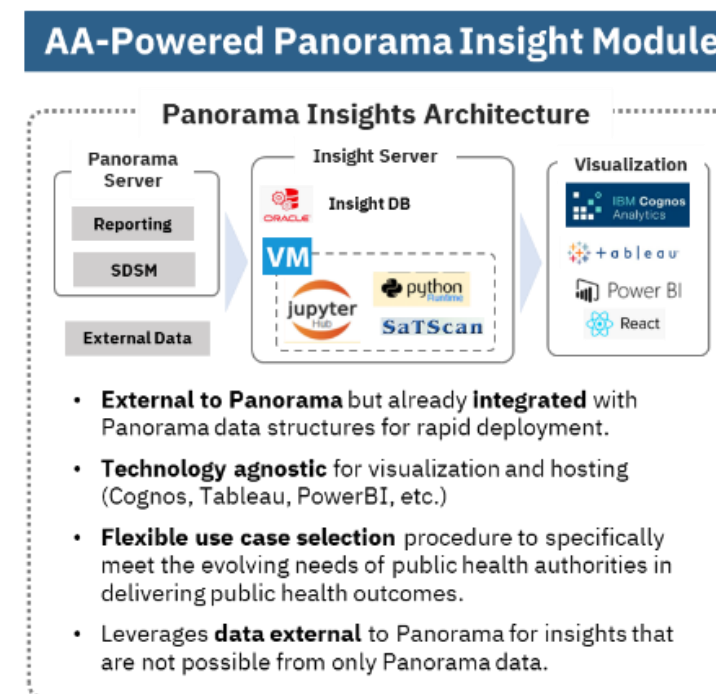 AA-Powered Panorama Insight Module
Panorama Insights Architecture
Panorama
Server
Reporting
SDSM
External Data
Insight Server
ORACLE
Insight DB
VM
jupyter
Hub
python
Runtime
SaTScan
Visualization
IBM Cognos
Analytics
+ableau
Power BI
React
• External to Panorama but already integrated with
Panorama data structures for rapid deployment.
• Technology agnostic for visualization and hosting
(Cognos, Tableau, PowerBI, etc.)
• Flexible use case selection procedure to specifically
meet the evolving needs of public health authorities in
delivering public health outcomes.
• Leverages data external to Panorama for insights that
are not possible from only Panorama data.